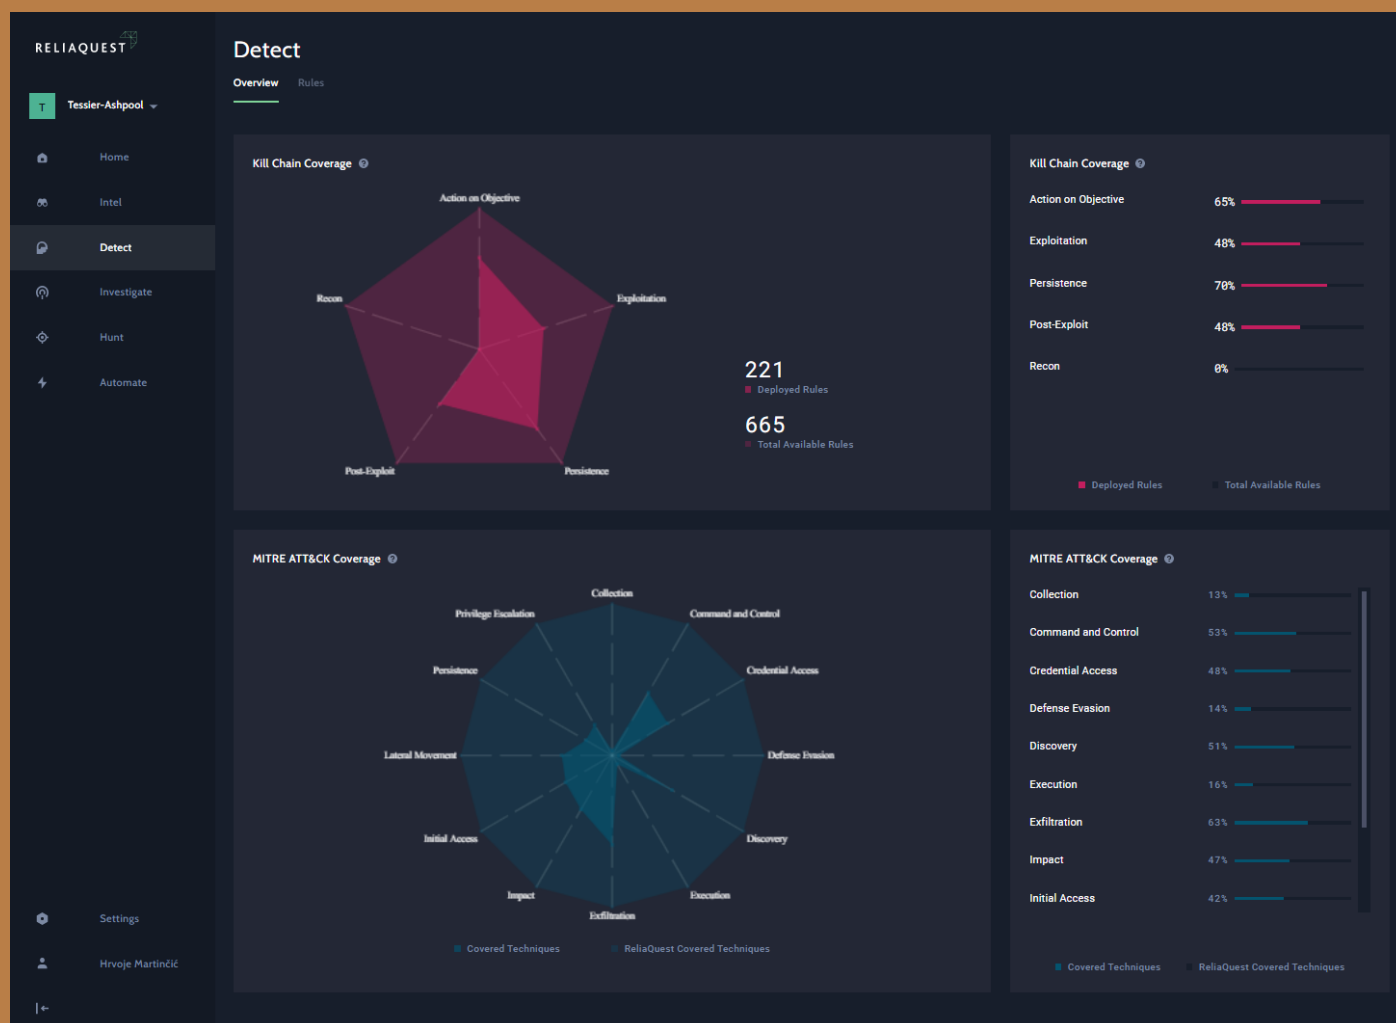 RELIAQUEST
T
Tessier-Ashpool
Home
Intel
Detect
Investigate
Hunt
Automate
Settings
Hrvoje Martinčić
Detect
Overview
Rules
Kill Chain Coverage
Action on Objective
Recon
Exploitation
Post-Exploit
Persistence
221
Deployed Rules
665
Total Available Rules
Kill Chain Coverage
Action on Objective 65%
Exploitation 48%
Persistence 70%
Post-Exploit 48%
Recon 0%
Deployed Rules
Total Available Rules
MITRE ATT&CK Coverage
Collection
Privilege Escalation
Command and Control
Persistence
Credential Access
Lateral Movement
Defense Evasion
Initial Access
Discovery
Impact
Execution
Exfiltration
Covered Techniques
ReliaQuest Covered Techniques
MITRE ATT&CK Coverage
Collection 13%
Command and Control 53%
Credential Access 48%
Defense Evasion 14%
Discovery 51%
Execution 16%
Exfiltration 63%
Impact 47%
Initial Access 42%
Covered Techniques
ReliaQuest Covered Techniques